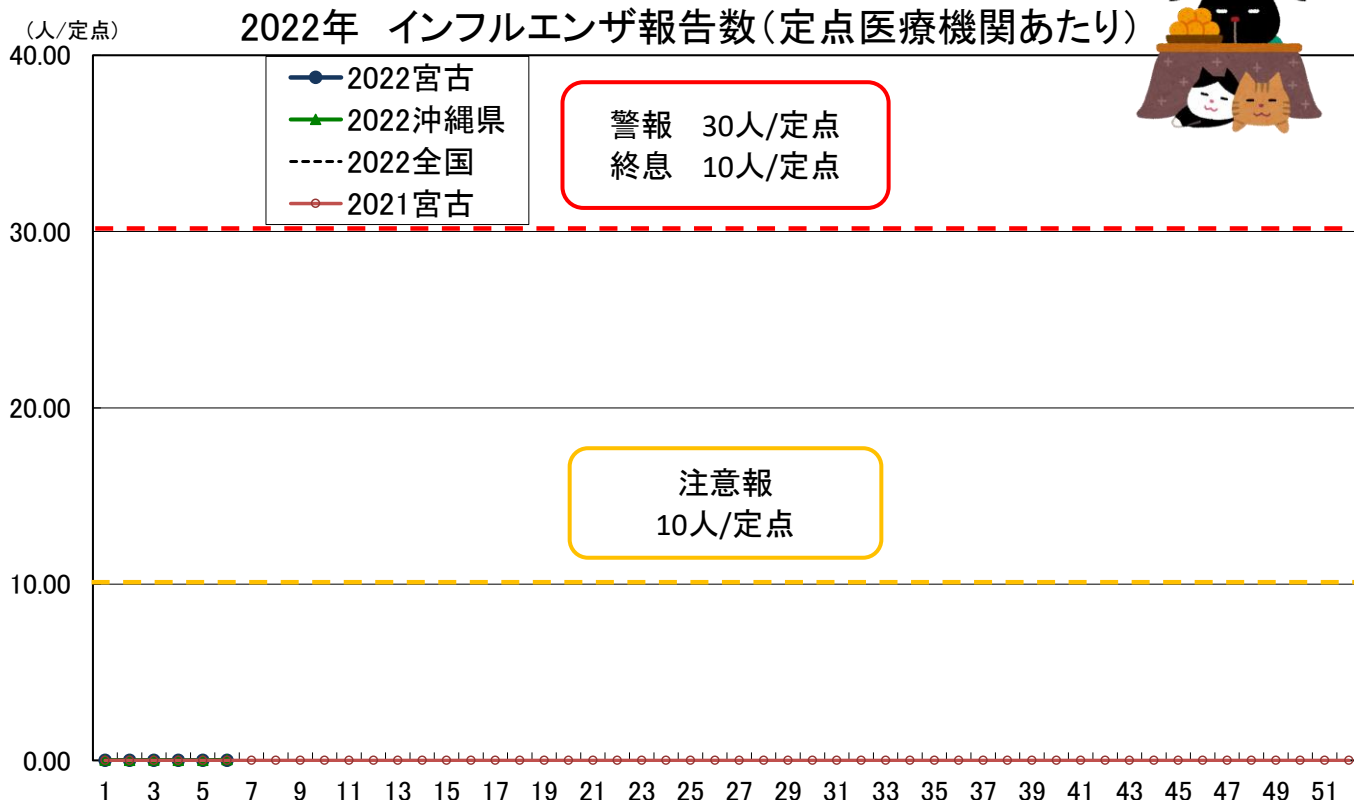 (人/定点)
2022年　インフルエンザ報告数(定点医療機関あたり)
40.00
30.00
20.00
10.00
0.00
2022宮古
2022沖縄県
2022全国
2021宮古
警報　30人/定点
終息　10人/定点
注意報
10人/定点
1 3 5 7 9 11 13 15 17 19 21 23 25 27 29 31 33 35 37 39 41 43 45 47 49 51